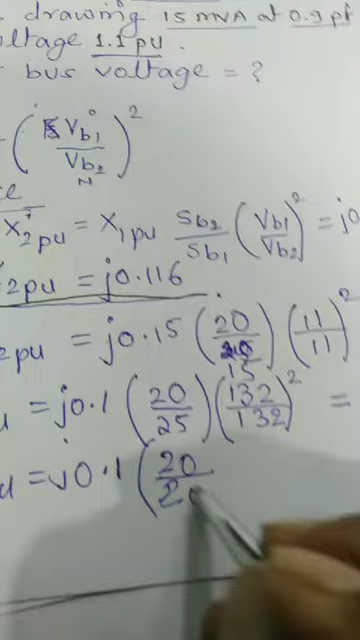 drawing 15 MVA at 0.9 pf
voltage 1.1 pu.
bus voltage = ?
(Vb1/Vb2)²
X2pu = X1pu Sb2/Sb1 (Vb1/Vb2)² = j0
2pu = j0.116
2pu = j0.15 (20/15) (11/11)²
u = j0.1 (20/25) (132/132)² =
u = j0.1 (20/20